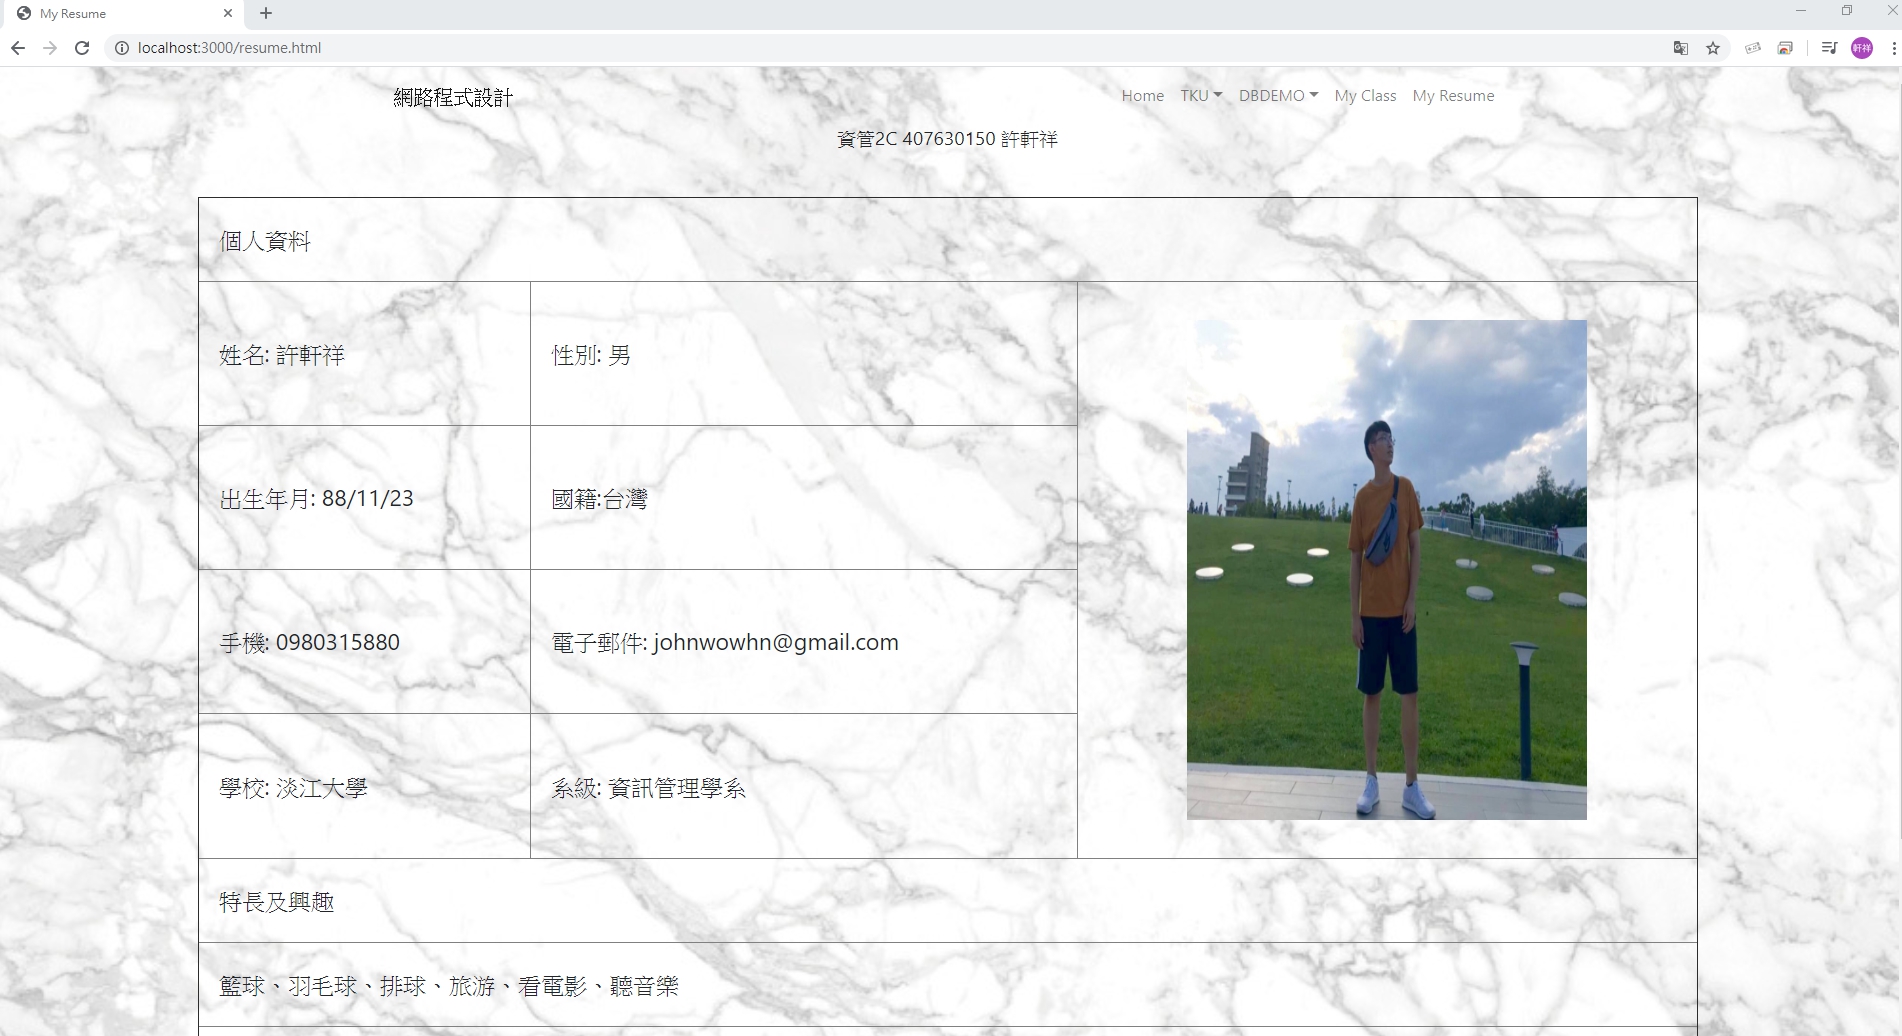 My Resume
localhost:3000/resume.html
軒祥
網路程式設計
Home TKU DBDEMO My Class My Resume
資管2C 407630150 許軒祥
個人資料
姓名: 許軒祥
性別: 男
出生年月: 88/11/23
國籍:台灣
手機: 0980315880
電子郵件: johnwowhn@gmail.com
學校: 淡江大學
系級: 資訊管理學系
特長及興趣
籃球、羽毛球、排球、旅游、看電影、聽音樂